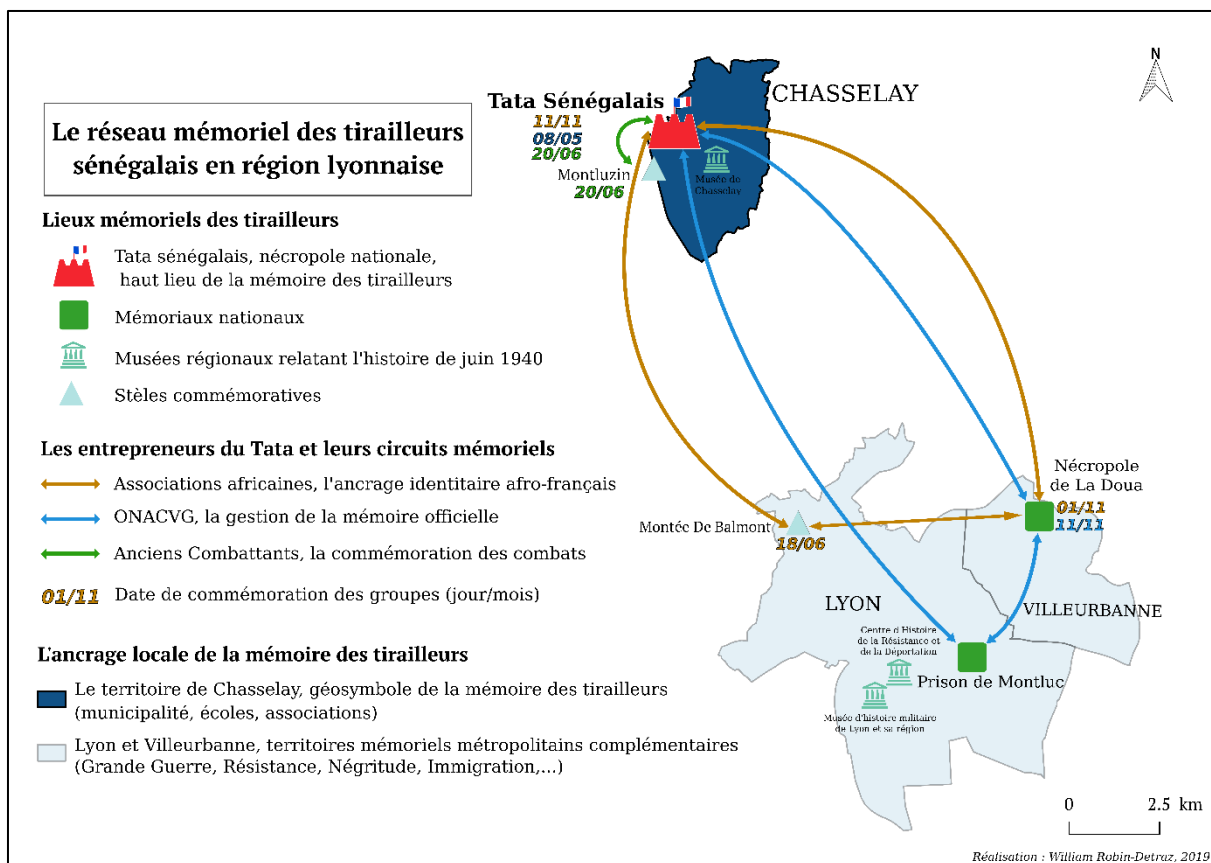 Le réseau mémoriel des tirailleurs
sénégalais en région lyonnaise
Lieux mémoriels des tirailleurs
Tata sénégalais, nécropole nationale,
haut lieu de la mémoire des tirailleurs
Mémoriaux nationaux
Musées régionaux relatant l'histoire de juin 1940
Stèles commémoratives
Les entrepreneurs du Tata et leurs circuits mémoriels
Associations africaines, l'ancrage identitaire afro-français
ONACVG, la gestion de la mémoire officielle
Anciens Combattants, la commémoration des combats
01/11 Date de commémoration des groupes (jour/mois)
L'ancrage locale de la mémoire des tirailleurs
Le territoire de Chasselay, géosymbole de la mémoire des tirailleurs
(municipalité, écoles, associations)
Lyon et Villeurbanne, territoires mémoriels métropolitains complémentaires
(Grande Guerre, Résistance, Négritude, Immigration,...)
N
CHASSELAY
Tata Sénégalais
11/11
08/05
20/06
Montluzin
20/06
Musée de
Chasselay
Nécropole
de La Doua
01/11
11/11
Montée De Balmont
18/06
LYON
VILLEURBANNE
Centre d'Histoire
de la Résistance et
de la Déportation
Prison de Montluc
Musée d'histoire militaire
de Lyon et sa région
0 2.5 km
Réalisation : William Robin-Detraz, 2019